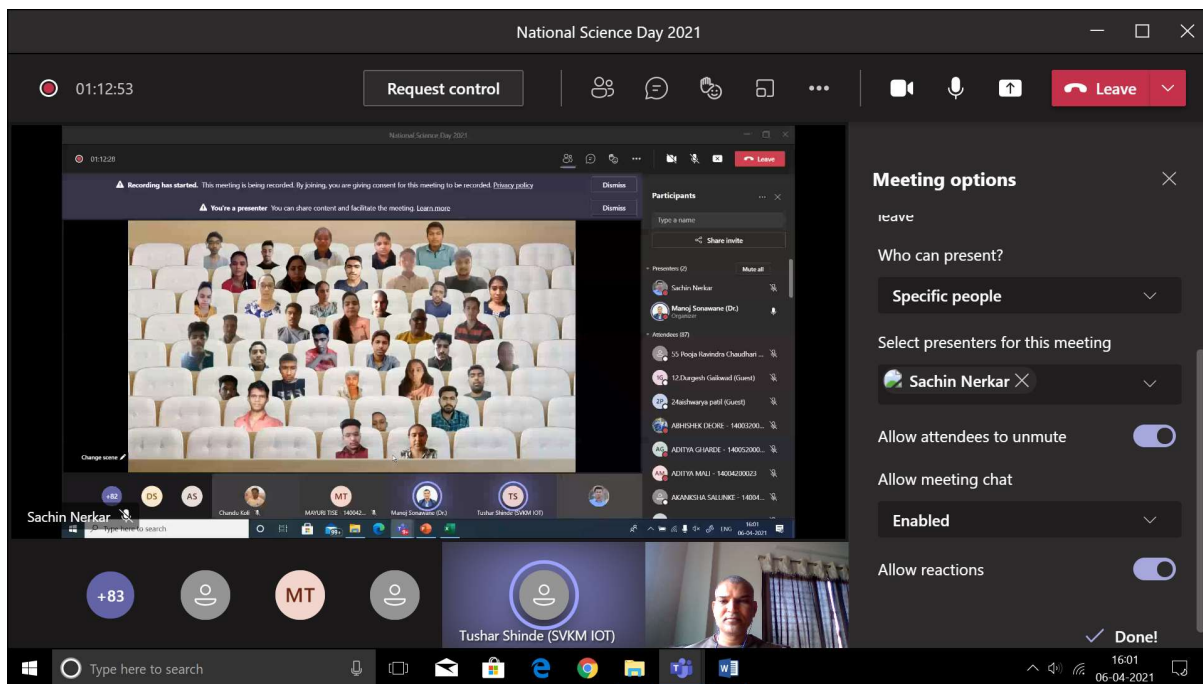 National Science Day 2021
01:12:53
Request control
Leave
National Science Day 2021
01:12:28
Leave
Recording has started. This meeting is being recorded. By joining, you are giving consent for this meeting to be recorded. Privacy policy
Dismiss
You're a presenter You can share content and facilitate the meeting. Learn more
Dismiss
Participants
Type a name
Share invite
Presenters (2)
Mute all
Sachin Nerkar
Manoj Sonawane (Dr.)
Organizer
Attendees (87)
55 Pooja Ravindra Chaudhari ...
1G
12.Durgesh Gaikwad (Guest)
2P
24aishwarya patil (Guest)
ABHISHEK DEORE - 14003200...
AG
ADITYA GHARDE - 140052000...
AM
ADITYA MALI - 14004200023
AKANKSHA SALUNKE - 14004...
Change scene
+82
DS
AS
Chandu Koli
MT
MAYURI TISE - 140042...
Manoj Sonawane (Dr.)
TS
Tushar Shinde (SVKM IOT)
Sachin Nerkar
Type here to search
99+
ENG
16:01
06-04-2021
+83
MT
Tushar Shinde (SVKM IOT)
Meeting options
leave
Who can present?
Specific people
Select presenters for this meeting
Sachin Nerkar
Allow attendees to unmute
Allow meeting chat
Enabled
Allow reactions
Done!
Type here to search
16:01
06-04-2021